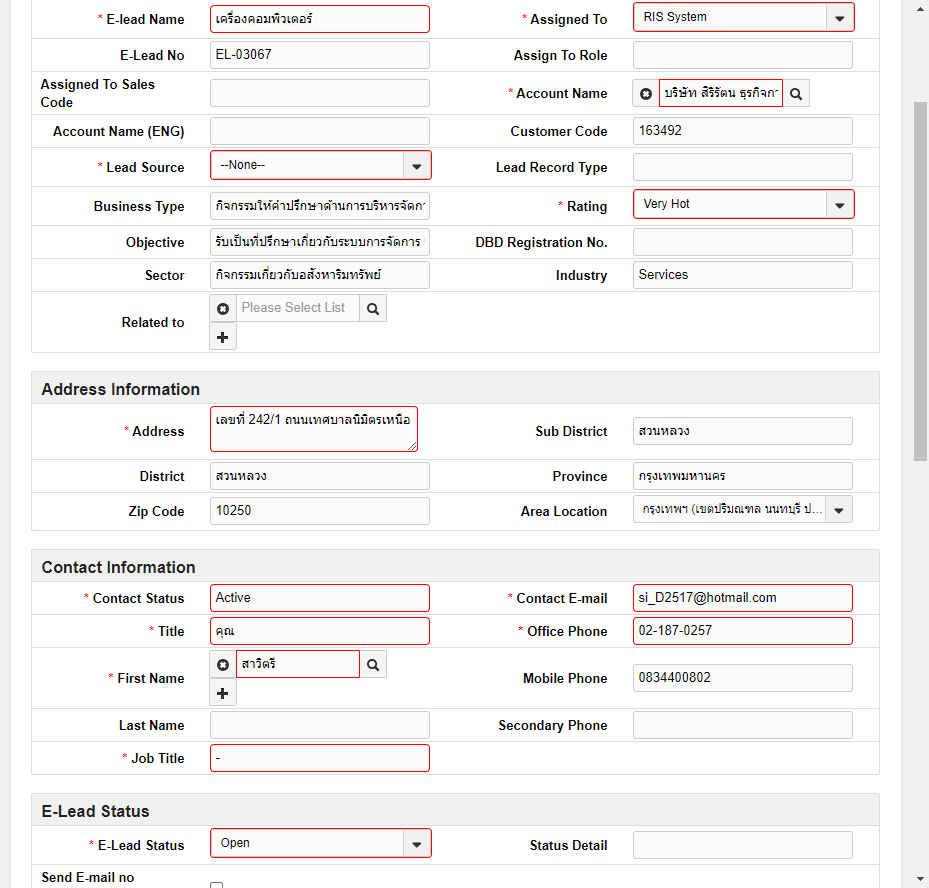 * E-lead Name เครื่องคอมพิวเตอร์ * Assigned To RIS System
E-Lead No EL-03067 Assign To Role
Assigned To Sales Code * Account Name บริษัท สิริรัตน ธุรกิจ
Account Name (ENG) Customer Code 163492
* Lead Source --None-- Lead Record Type
Business Type กิจกรรมให้คำปรึกษาด้านการบริหารจัดก * Rating Very Hot
Objective รับเป็นที่ปรึกษาเกี่ยวกับระบบการจัดการ DBD Registration No.
Sector กิจกรรมเกี่ยวกับอสังหาริมทรัพย์ Industry Services
Related to Please Select List
Address Information
* Address เลขที่ 242/1 ถนนเทศบาลนิมิตรเหนือ Sub District สวนหลวง
District สวนหลวง Province กรุงเทพมหานคร
Zip Code 10250 Area Location กรุงเทพฯ (เขตปริมณฑล นนทบุรี ป...
Contact Information
* Contact Status Active * Contact E-mail si_D2517@hotmail.com
* Title คุณ * Office Phone 02-187-0257
* First Name สาวิตรี Mobile Phone 0834400802
Last Name Secondary Phone
* Job Title -
E-Lead Status
* E-Lead Status Open Status Detail
Send E-mail no